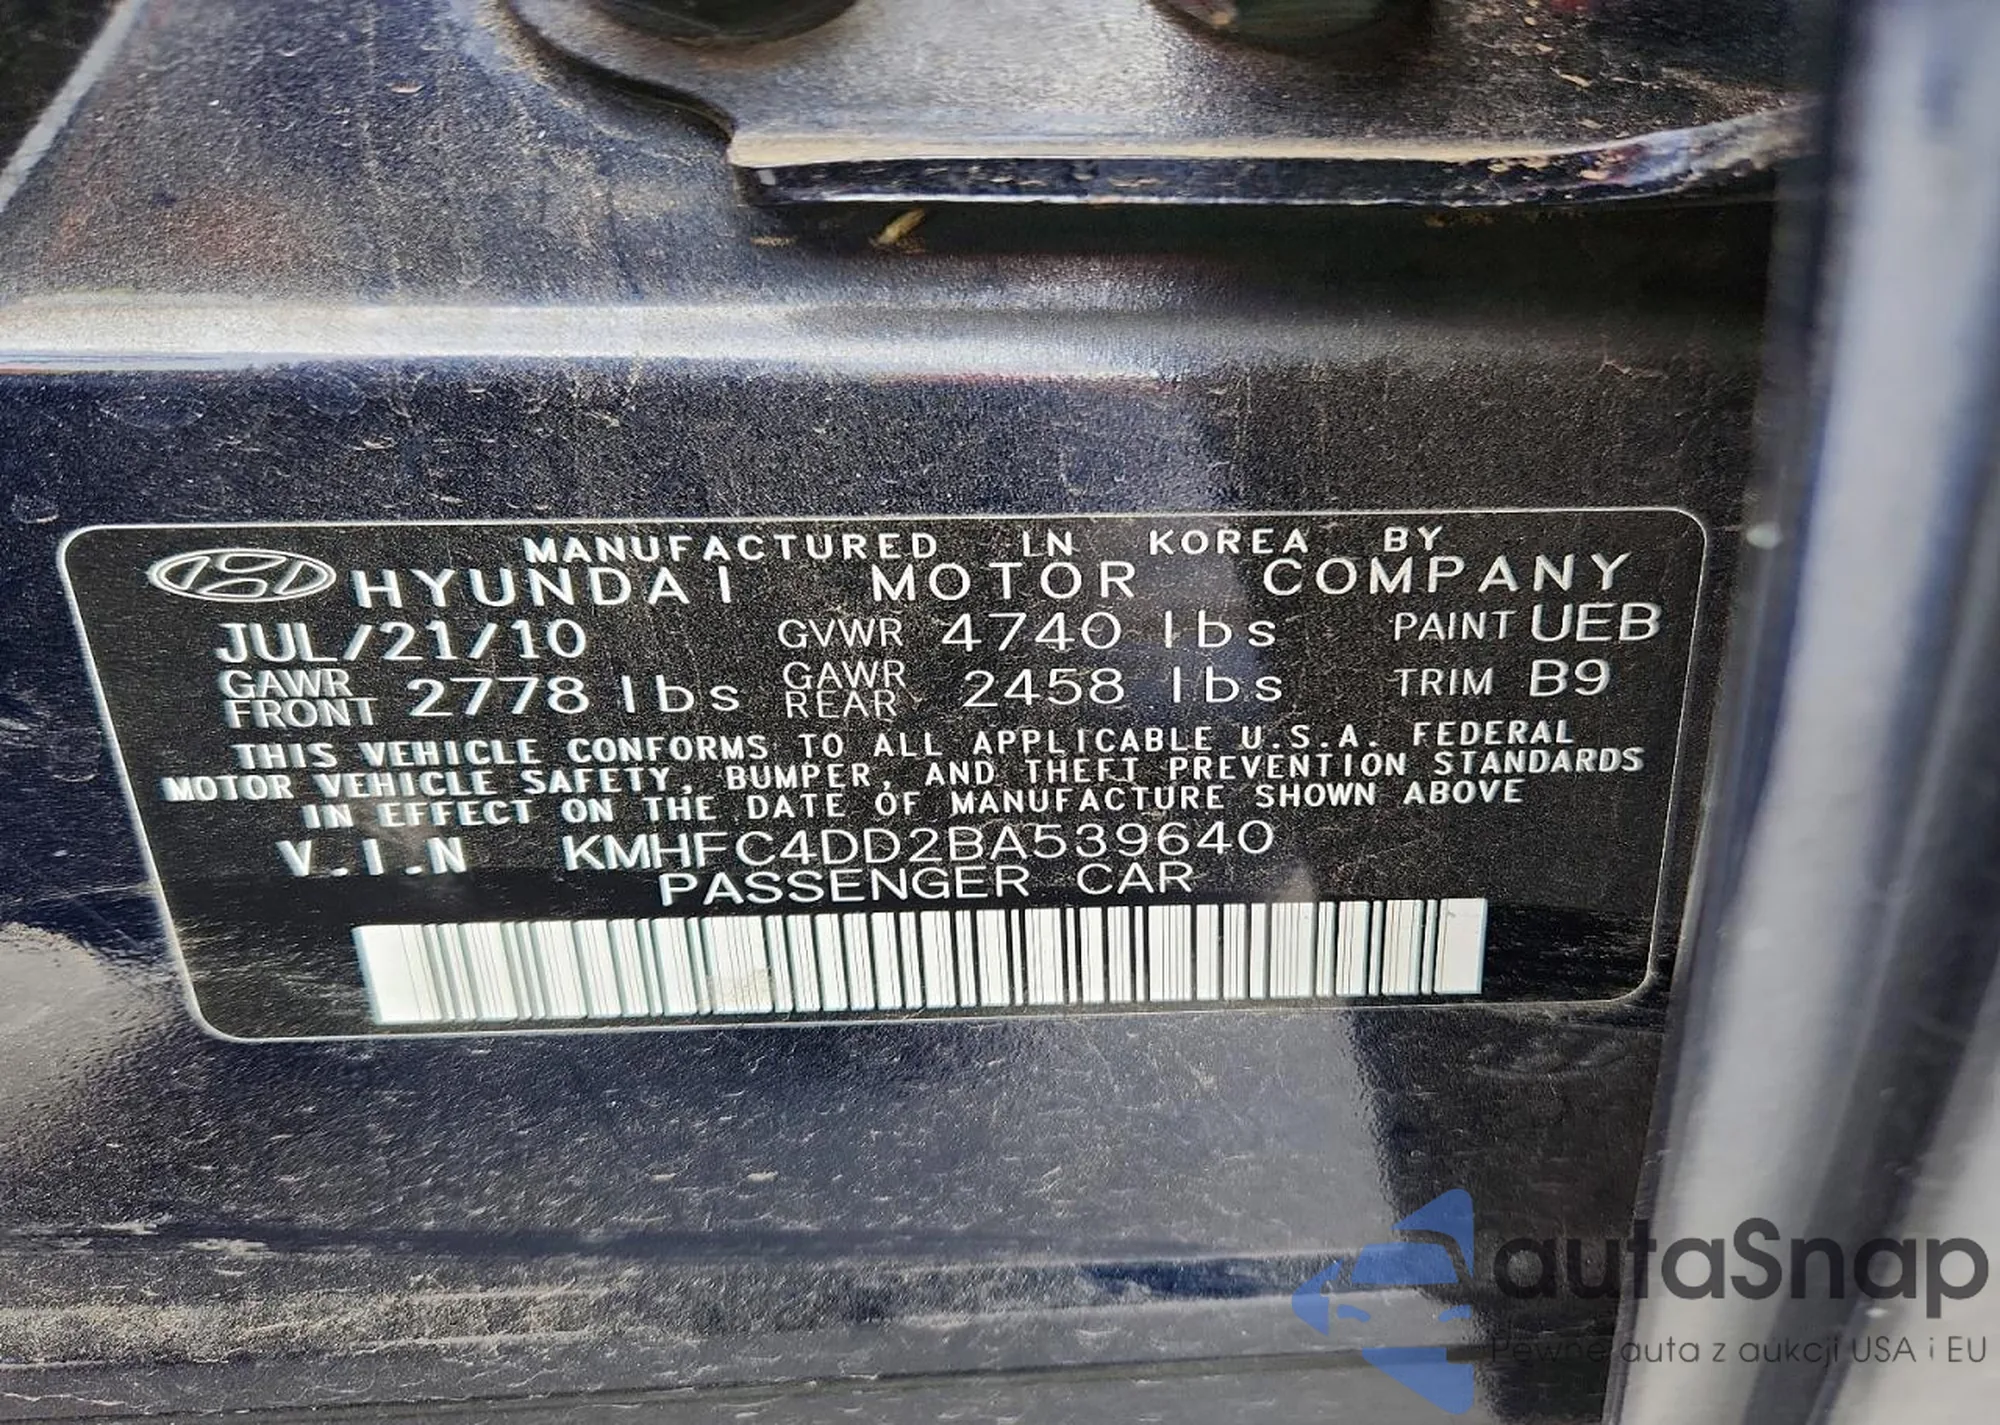 MANUFACTURED IN KOREA BY
HYUNDAI MOTOR COMPANY
JUL/21/10 GVWR 4740 lbs PAINT UEB
GAWR FRONT 2778 lbs GAWR REAR 2458 lbs TRIM B9
THIS VEHICLE CONFORMS TO ALL APPLICABLE U.S.A. FEDERAL
MOTOR VEHICLE SAFETY, BUMPER, AND THEFT PREVENTION STANDARDS
IN EFFECT ON THE DATE OF MANUFACTURE SHOWN ABOVE
V.I.N KMHFC4DD2BA539640
PASSENGER CAR
autaSnap
Pewne auta z aukcji USA i EU